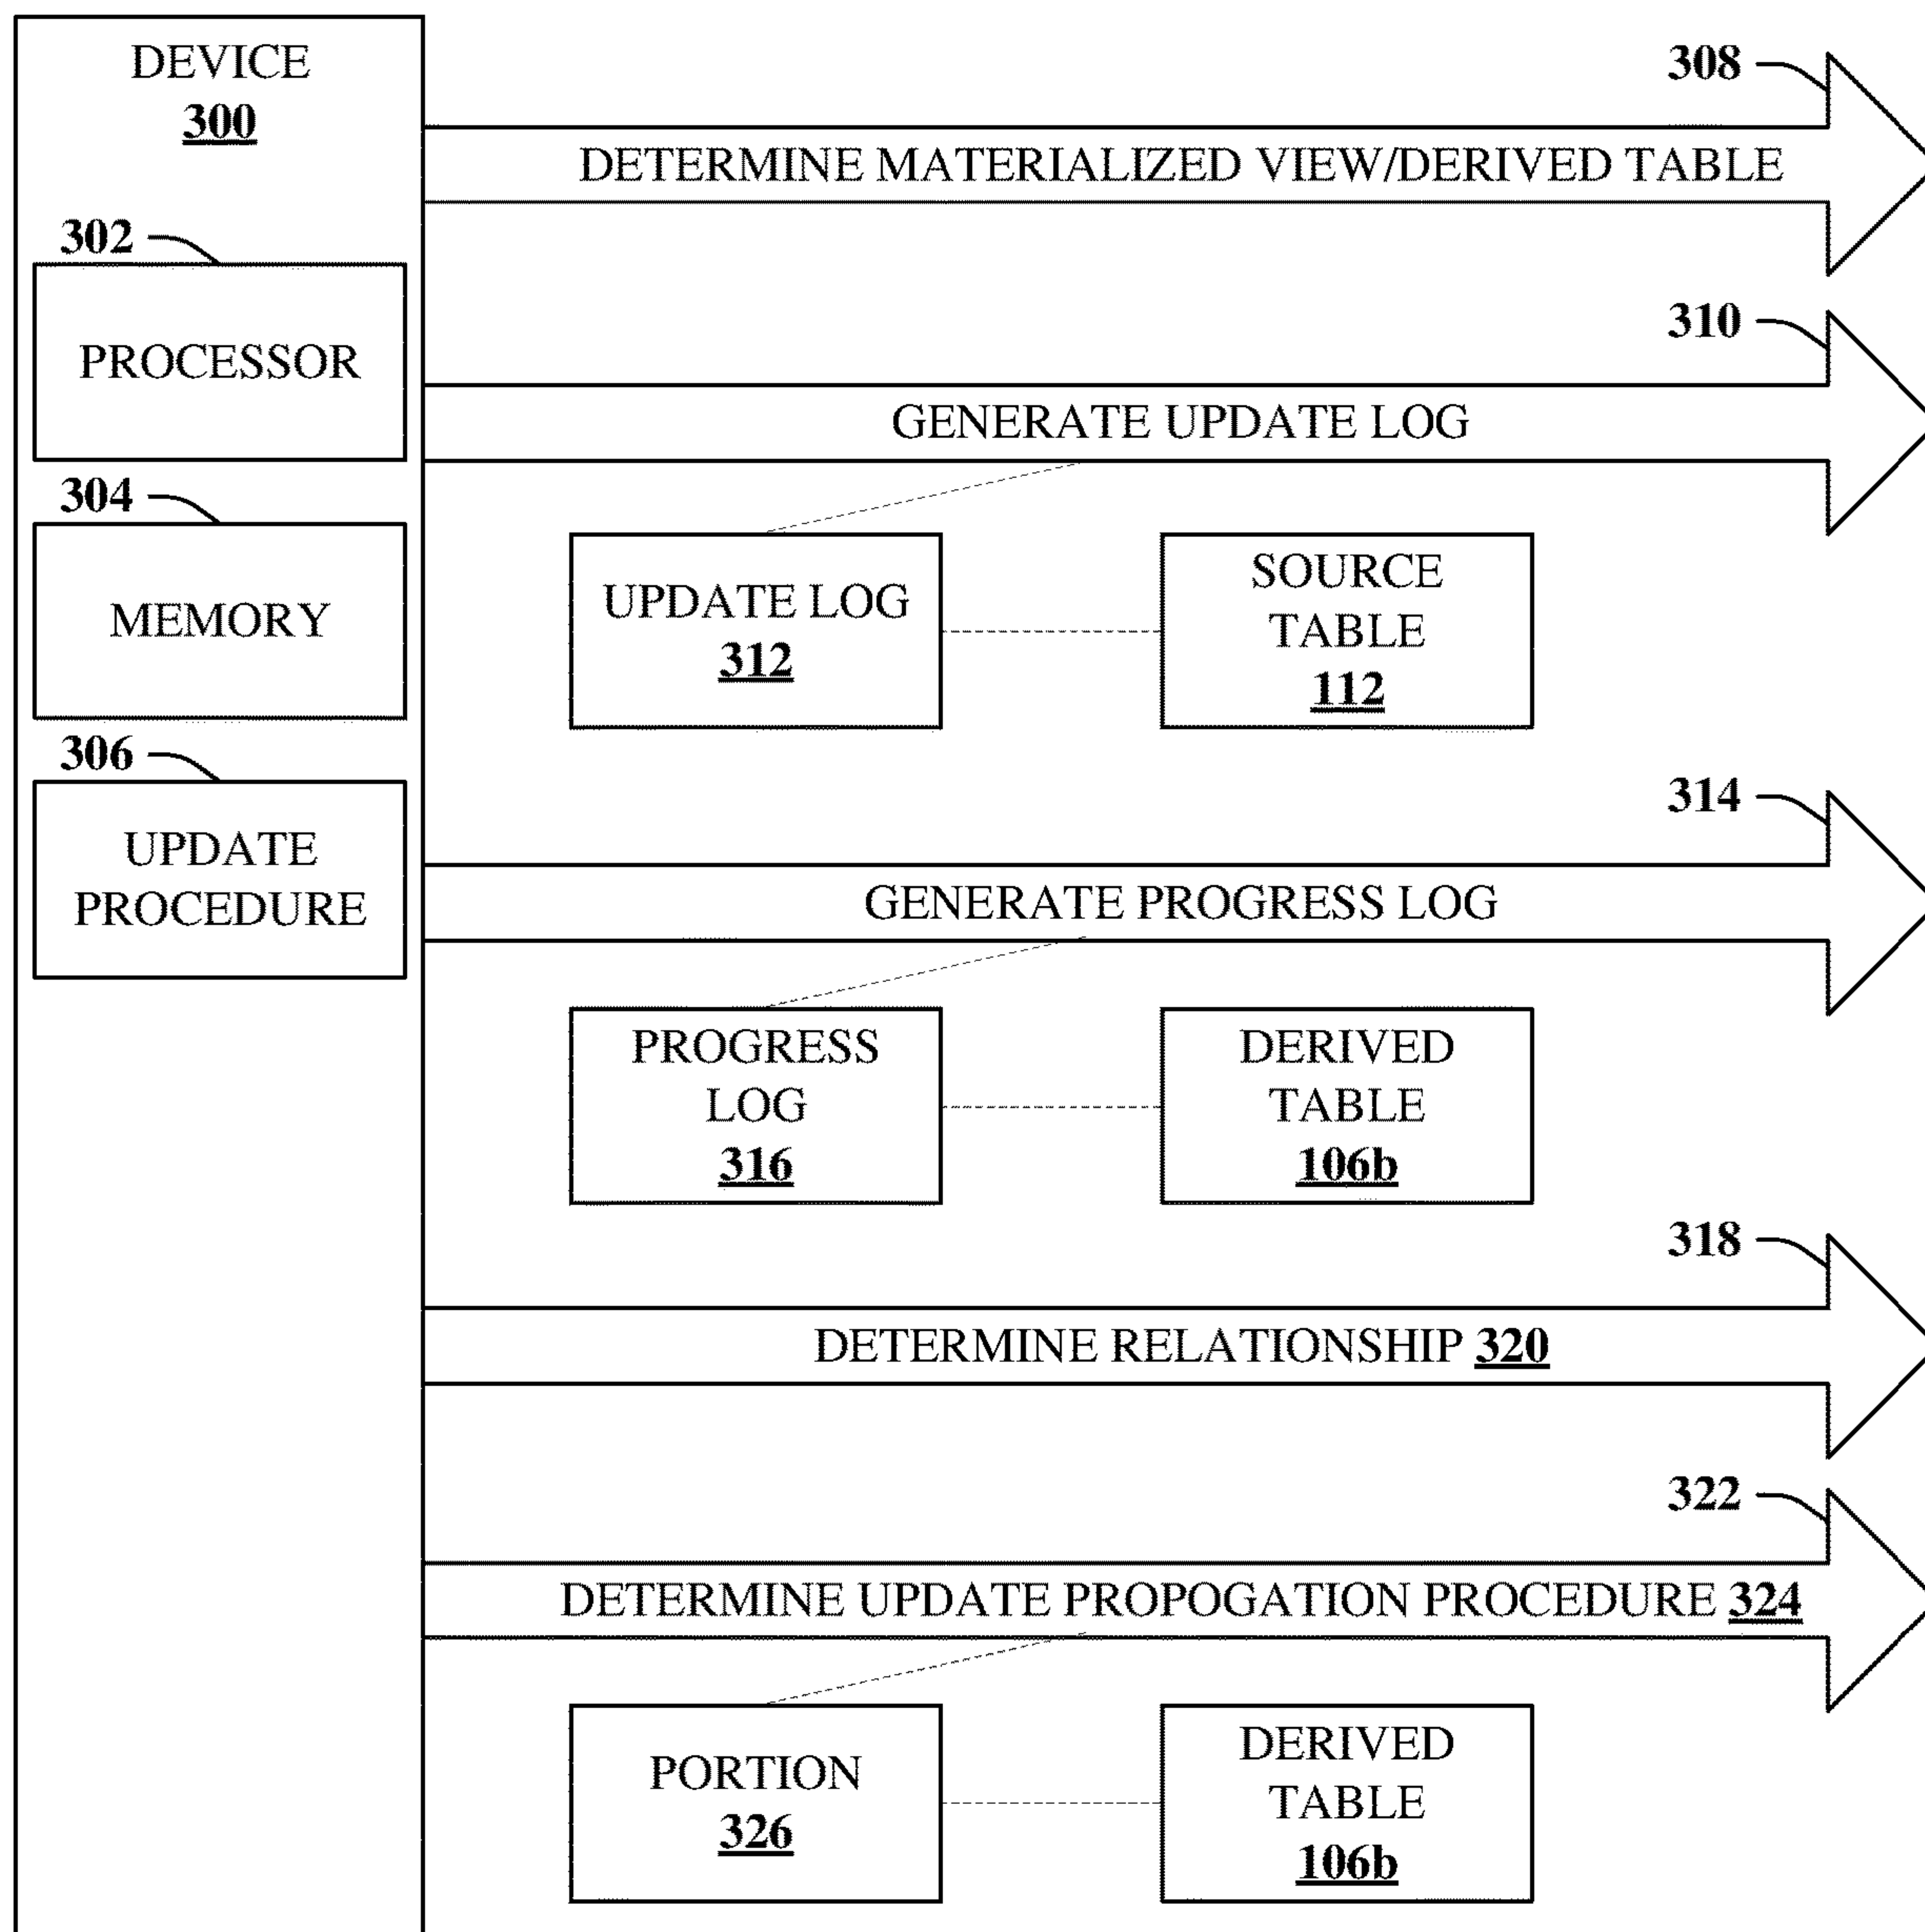 DEVICE
300
302
PROCESSOR
304
MEMORY
306
UPDATE
PROCEDURE
308
DETERMINE MATERIALIZED VIEW/DERIVED TABLE
310
GENERATE UPDATE LOG
UPDATE LOG
312
SOURCE
TABLE
112
314
GENERATE PROGRESS LOG
PROGRESS
LOG
316
DERIVED
TABLE
106b
318
DETERMINE RELATIONSHIP 320
322
DETERMINE UPDATE PROPOGATION PROCEDURE 324
PORTION
326
DERIVED
TABLE
106b